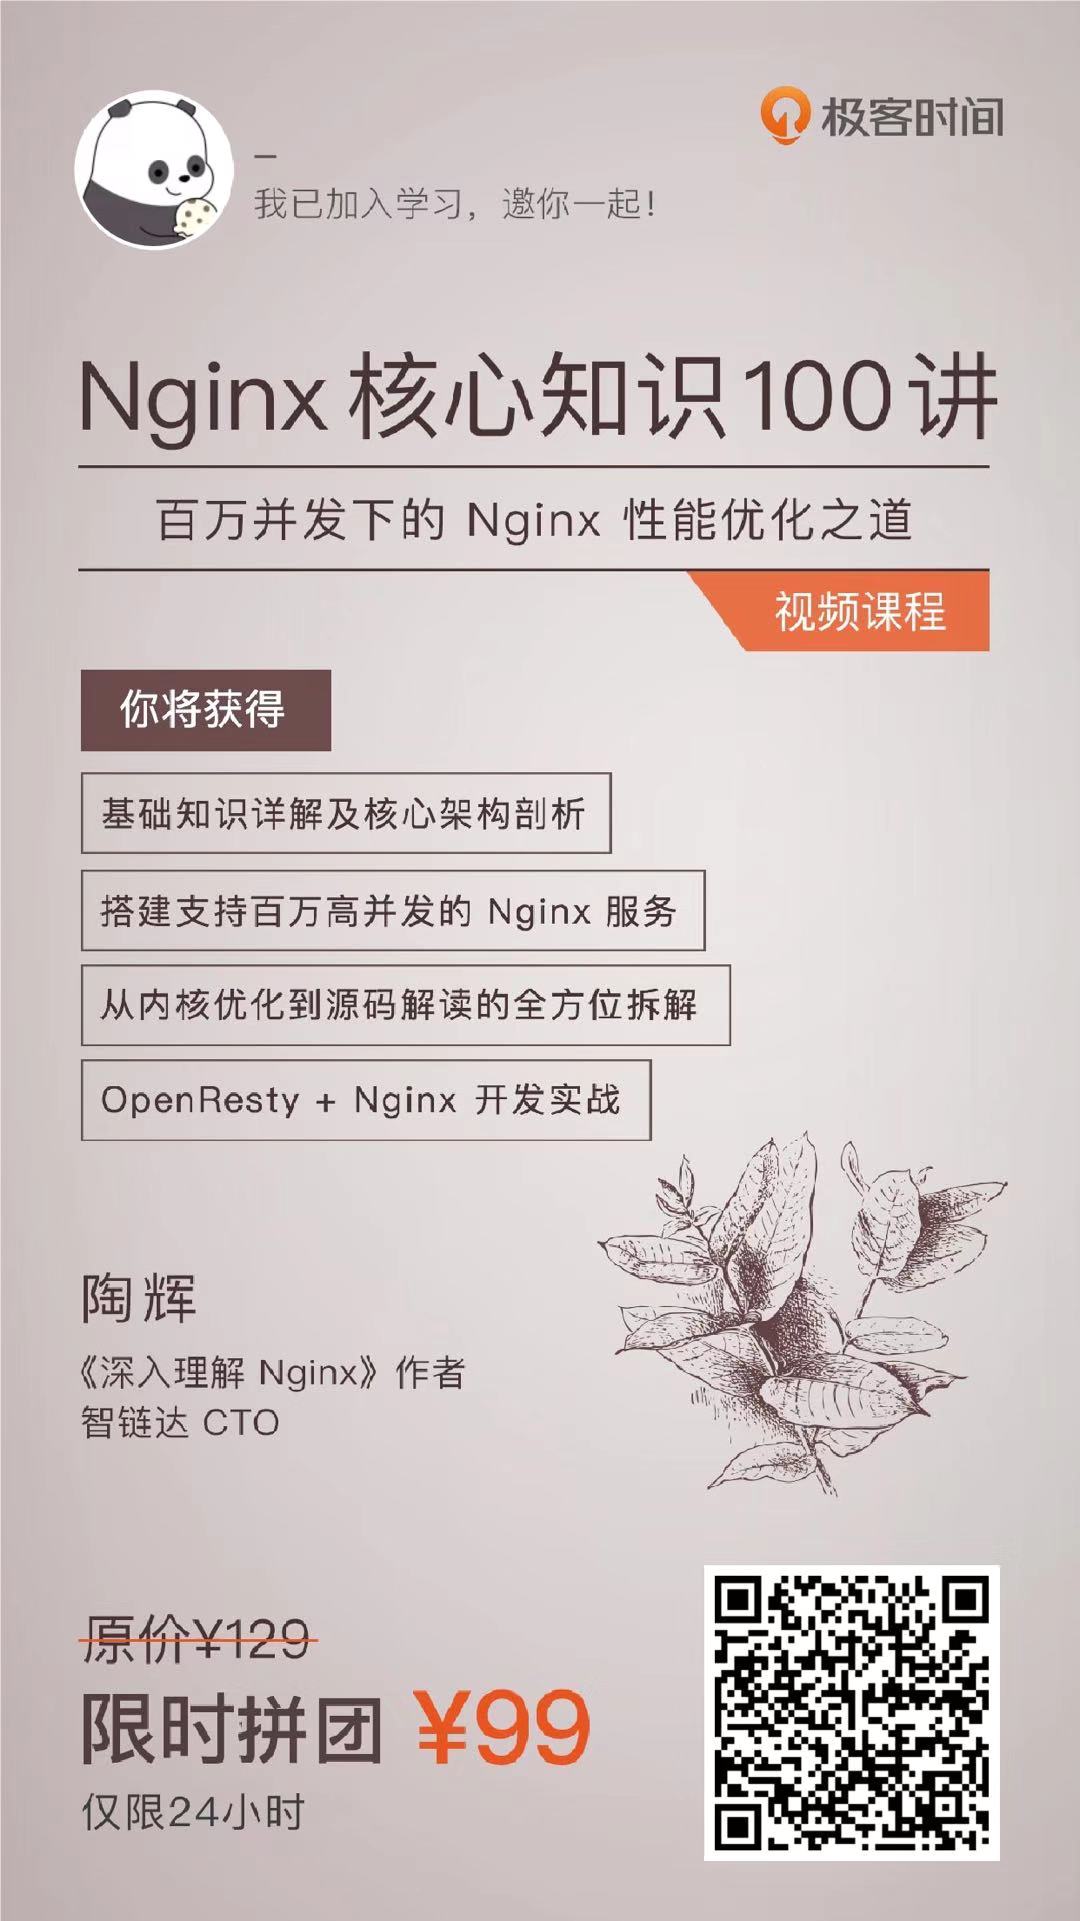 极客时间
—
我已加入学习，邀你一起！
Nginx 核心知识100讲
百万并发下的 Nginx 性能优化之道
视频课程
你将获得
基础知识详解及核心架构剖析
搭建支持百万高并发的 Nginx 服务
从内核优化到源码解读的全方位拆解
OpenResty + Nginx 开发实战
陶辉
《深入理解 Nginx》作者
智链达 CTO
原价¥129
限时拼团 ¥99
仅限24小时